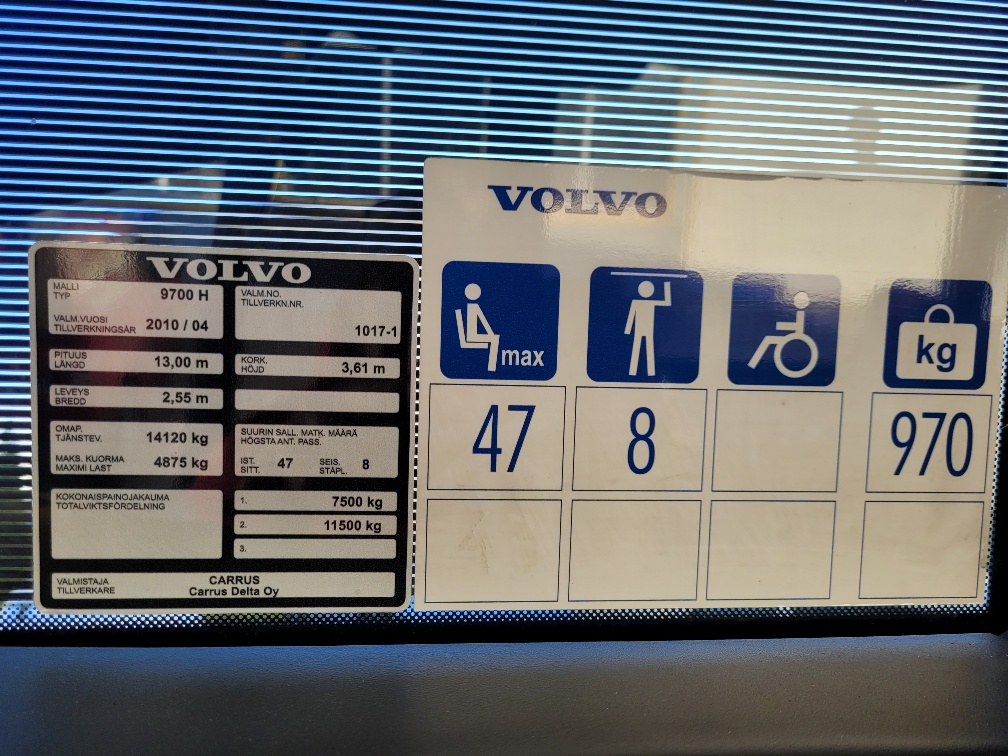 VOLVO
MALLI
TYP
9700 H
VALM.VUOSI
TILLVERKNINGSÅR
2010 / 04
VALM.NO.
TILLVERKN.NR.
1017-1
PITUUS
LÄNGD
13,00 m
KORK.
HÖJD
3,61 m
LEVEYS
BREDD
2,55 m
OMAP.
TJÄNSTEV.
14120 kg
MAKS. KUORMA
MAXIMI LAST
4875 kg
SUURIN SALL. MATK. MÄÄRÄ
HÖGSTA ANT. PASS.
IST.
SITT.
47
SEIS.
STÅPL.
8
KOKONAISPAINOJAKAUMA
TOTALVIKTSFÖRDELNING
1. 7500 kg
2. 11500 kg
3.
VALMISTAJA
TILLVERKARE
CARRUS
Carrus Delta Oy
VOLVO
max
kg
47 8 970